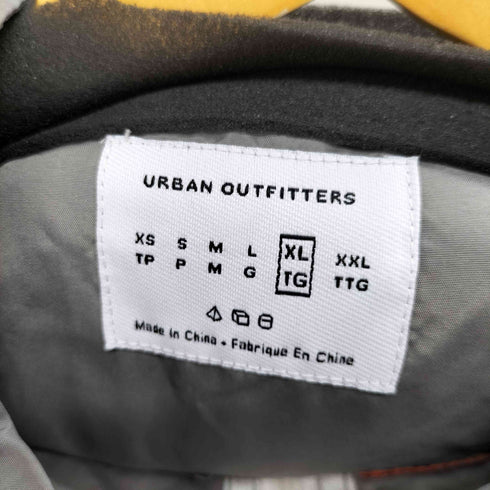 URBAN OUTFITTERS
XS S M L XL XXL
TP P M G TG TTG
Made in China • Fabrique En Chine